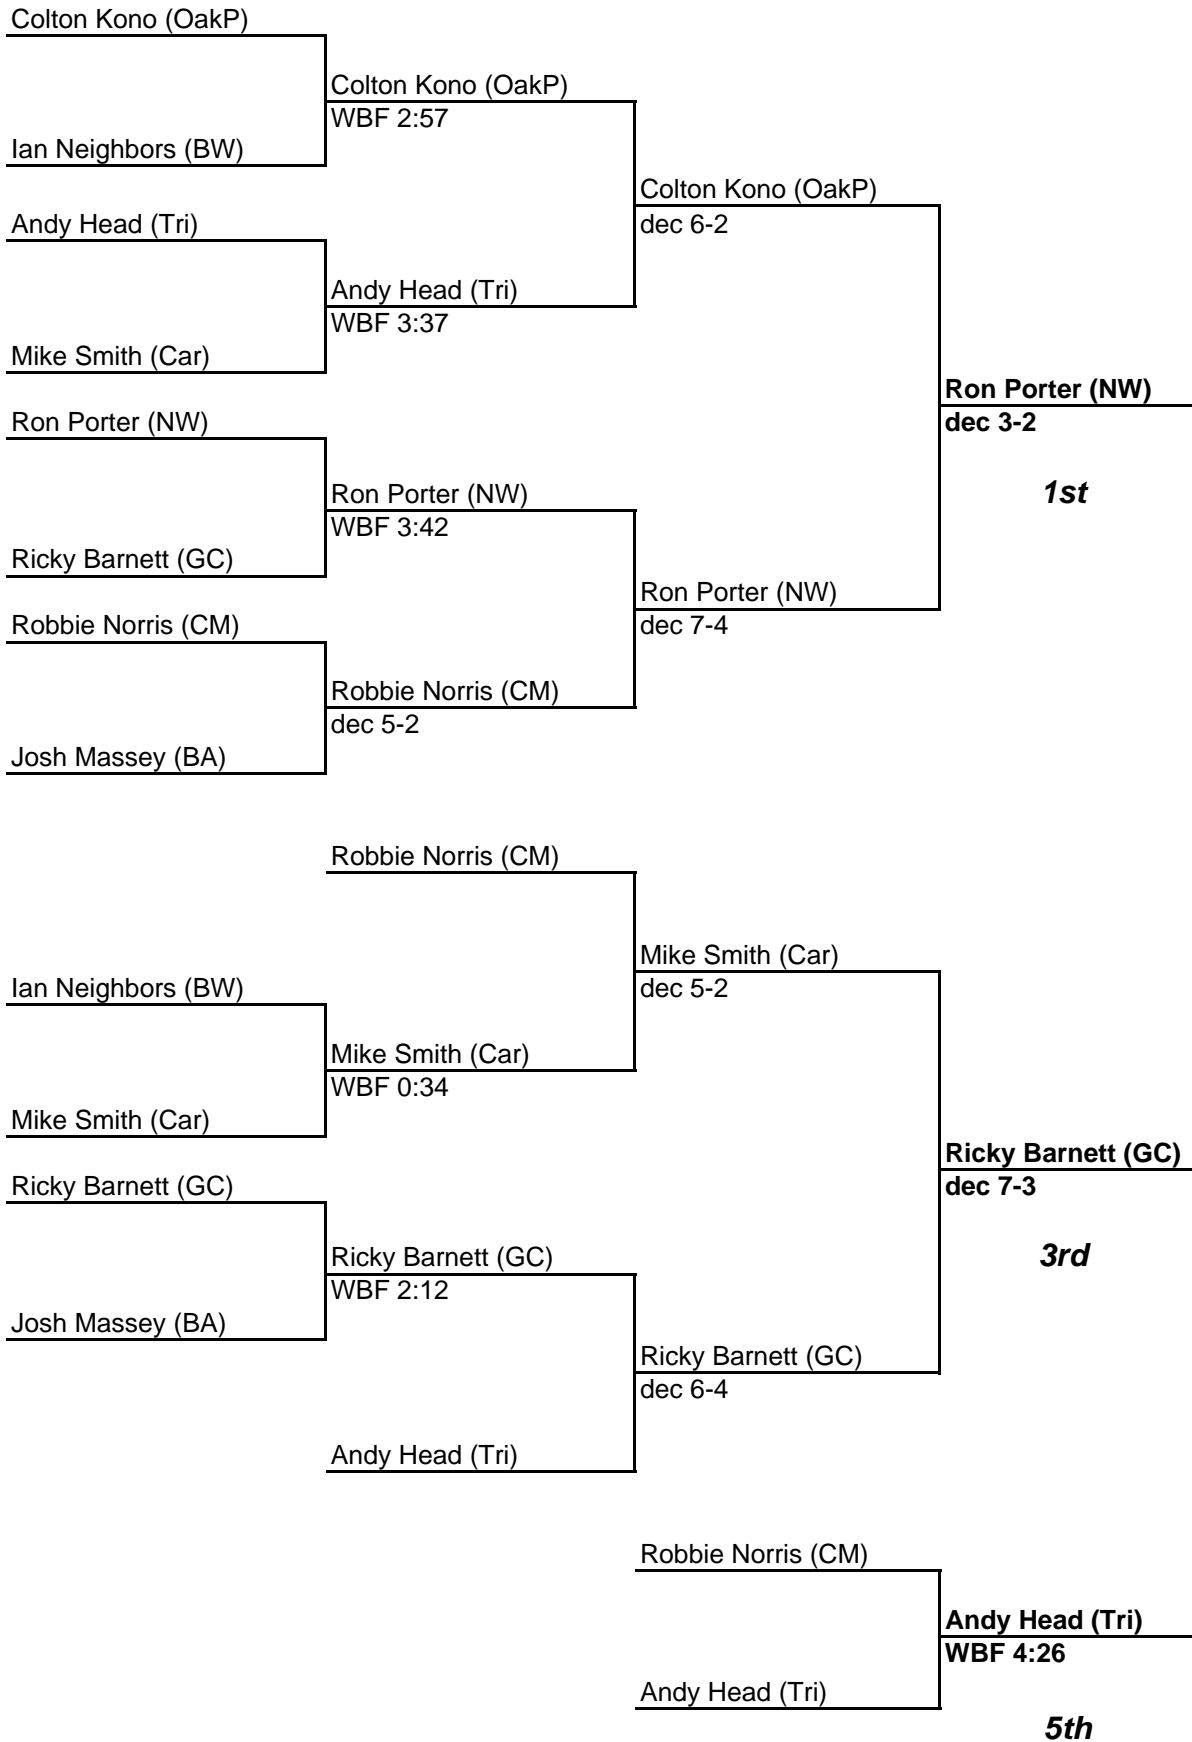 Colton Kono (OakP)
Colton Kono (OakP)
WBF 2:57
Ian Neighbors (BW)
Colton Kono (OakP)
Andy Head (Tri)
dec 6-2
Andy Head (Tri)
WBF 3:37
Mike Smith (Car)
Ron Porter (NW)
Ron Porter (NW)
dec 3-2
Ron Porter (NW)
1st
WBF 3:42
Ricky Barnett (GC)
Ron Porter (NW)
Robbie Norris (CM)
dec 7-4
Robbie Norris (CM)
dec 5-2
Josh Massey (BA)
Robbie Norris (CM)
Mike Smith (Car)
Ian Neighbors (BW)
dec 5-2
Mike Smith (Car)
WBF 0:34
Mike Smith (Car)
Ricky Barnett (GC)
Ricky Barnett (GC)
dec 7-3
Ricky Barnett (GC)
3rd
WBF 2:12
Josh Massey (BA)
Ricky Barnett (GC)
dec 6-4
Andy Head (Tri)
Robbie Norris (CM)
Andy Head (Tri)
WBF 4:26
Andy Head (Tri)
5th